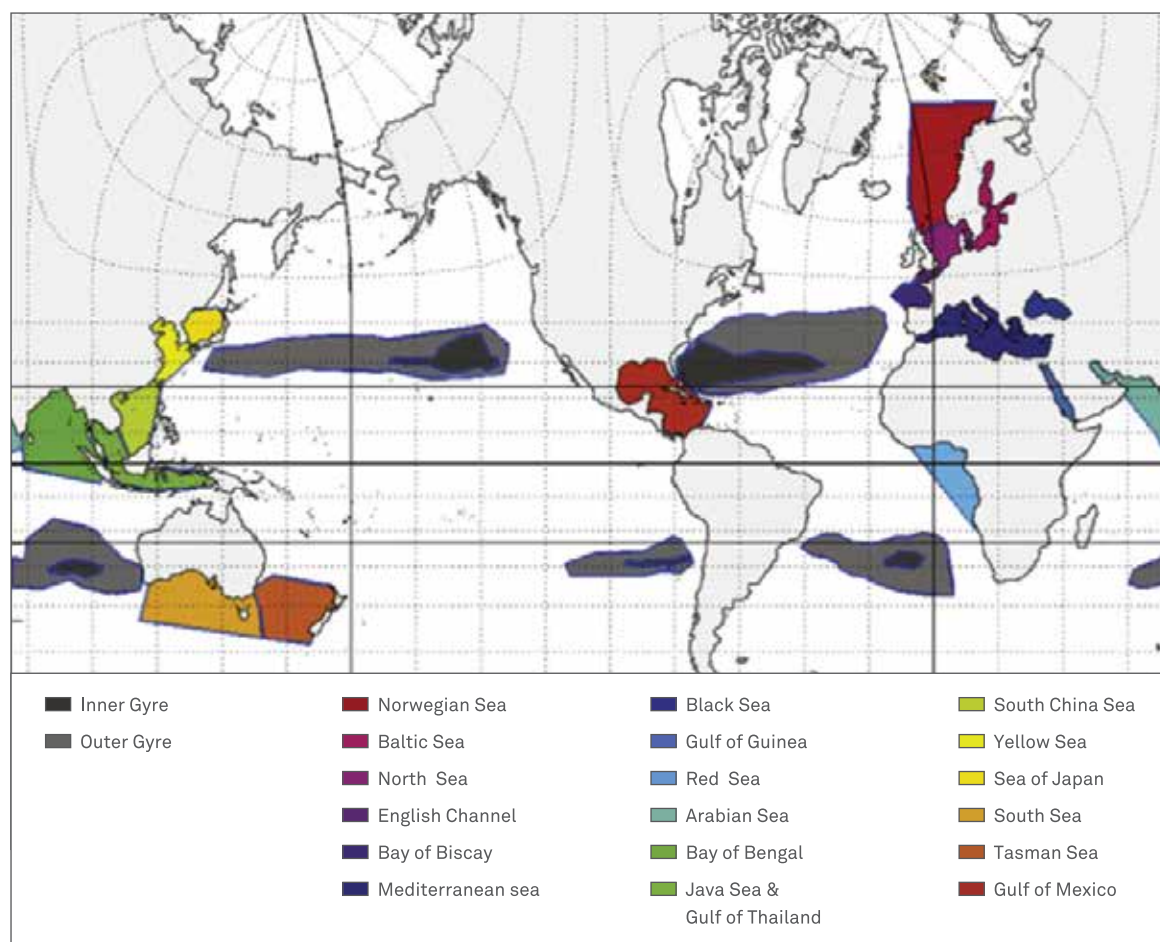 Inner Gyre
Outer Gyre
Norwegian Sea
Baltic Sea
North Sea
English Channel
Bay of Biscay
Mediterranean sea
Black Sea
Gulf of Guinea
Red Sea
Arabian Sea
Bay of Bengal
Java Sea &
Gulf of Thailand
South China Sea
Yellow Sea
Sea of Japan
South Sea
Tasman Sea
Gulf of Mexico